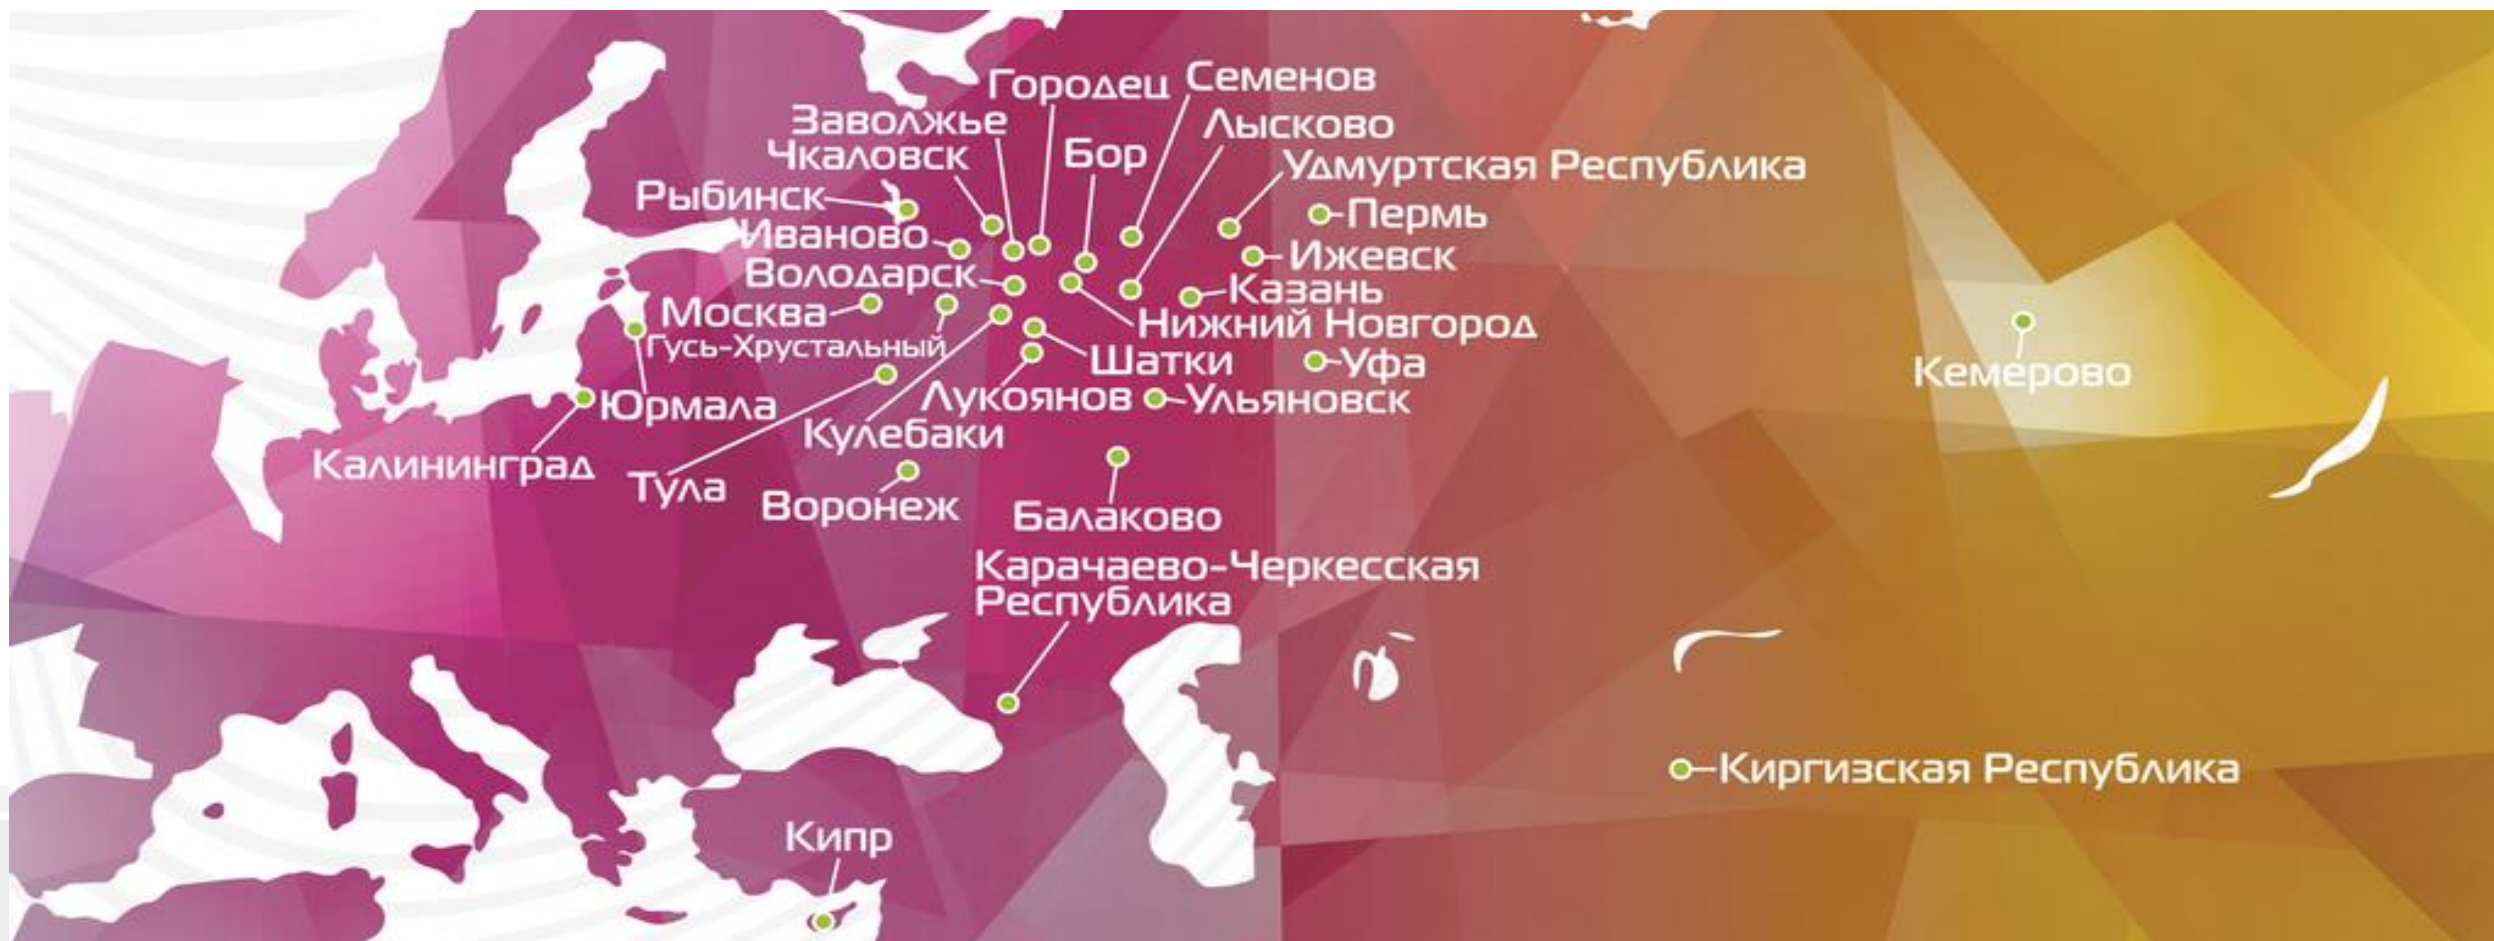 Городец
Семенов
Заволжье
Лысково
Чкаловск
Бор
Удмуртская Республика
Рыбинск
Пермь
Иваново
Ижевск
Володарск
Казань
Москва
Нижний Новгород
Гусь-Хрустальный
Шатки
Уфа
Кемерово
Лукоянов
Ульяновск
Юрмала
Кулебаки
Калининград
Тула
Воронеж
Балаково
Карачаево-Черкесская
Республика
Киргизская Республика
Кипр